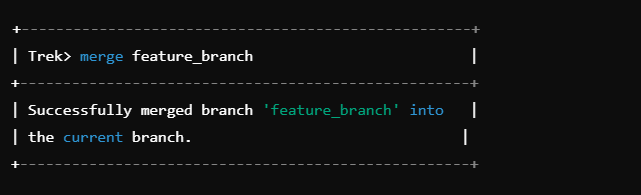 +----------------------------------------------------+
| Trek> merge feature_branch                         |
+----------------------------------------------------+
| Successfully merged branch 'feature_branch' into   |
| the current branch.                               |
+----------------------------------------------------+